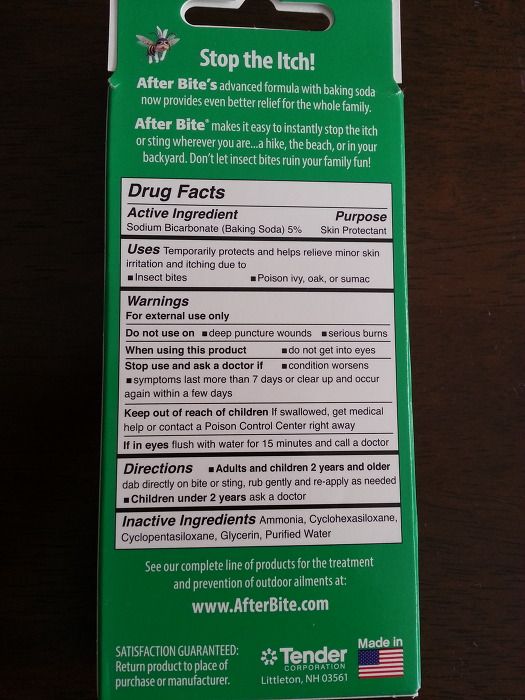 Stop the Itch!
After Bite's advanced formula with baking soda
now provides even better relief for the whole family.
After Bite® makes it easy to instantly stop the itch
or sting wherever you are...a hike, the beach, or in your
backyard. Don't let insect bites ruin your family fun!
Drug Facts
Active Ingredient Purpose
Sodium Bicarbonate (Baking Soda) 5% Skin Protectant
Uses Temporarily protects and helps relieve minor skin
irritation and itching due to
■ Insect bites ■ Poison ivy, oak, or sumac
Warnings
For external use only
Do not use on ■ deep puncture wounds ■ serious burns
When using this product ■ do not get into eyes
Stop use and ask a doctor if ■ condition worsens
■ symptoms last more than 7 days or clear up and occur
again within a few days
Keep out of reach of children If swallowed, get medical
help or contact a Poison Control Center right away
If in eyes flush with water for 15 minutes and call a doctor
Directions ■ Adults and children 2 years and older
dab directly on bite or sting, rub gently and re-apply as needed
■ Children under 2 years ask a doctor
Inactive Ingredients Ammonia, Cyclohexasiloxane,
Cyclopentasiloxane, Glycerin, Purified Water
See our complete line of products for the treatment
and prevention of outdoor ailments at:
www.AfterBite.com
SATISFACTION GUARANTEED:
Return product to place of
purchase or manufacturer.
Tender
CORPORATION
Littleton, NH 03561
Made in